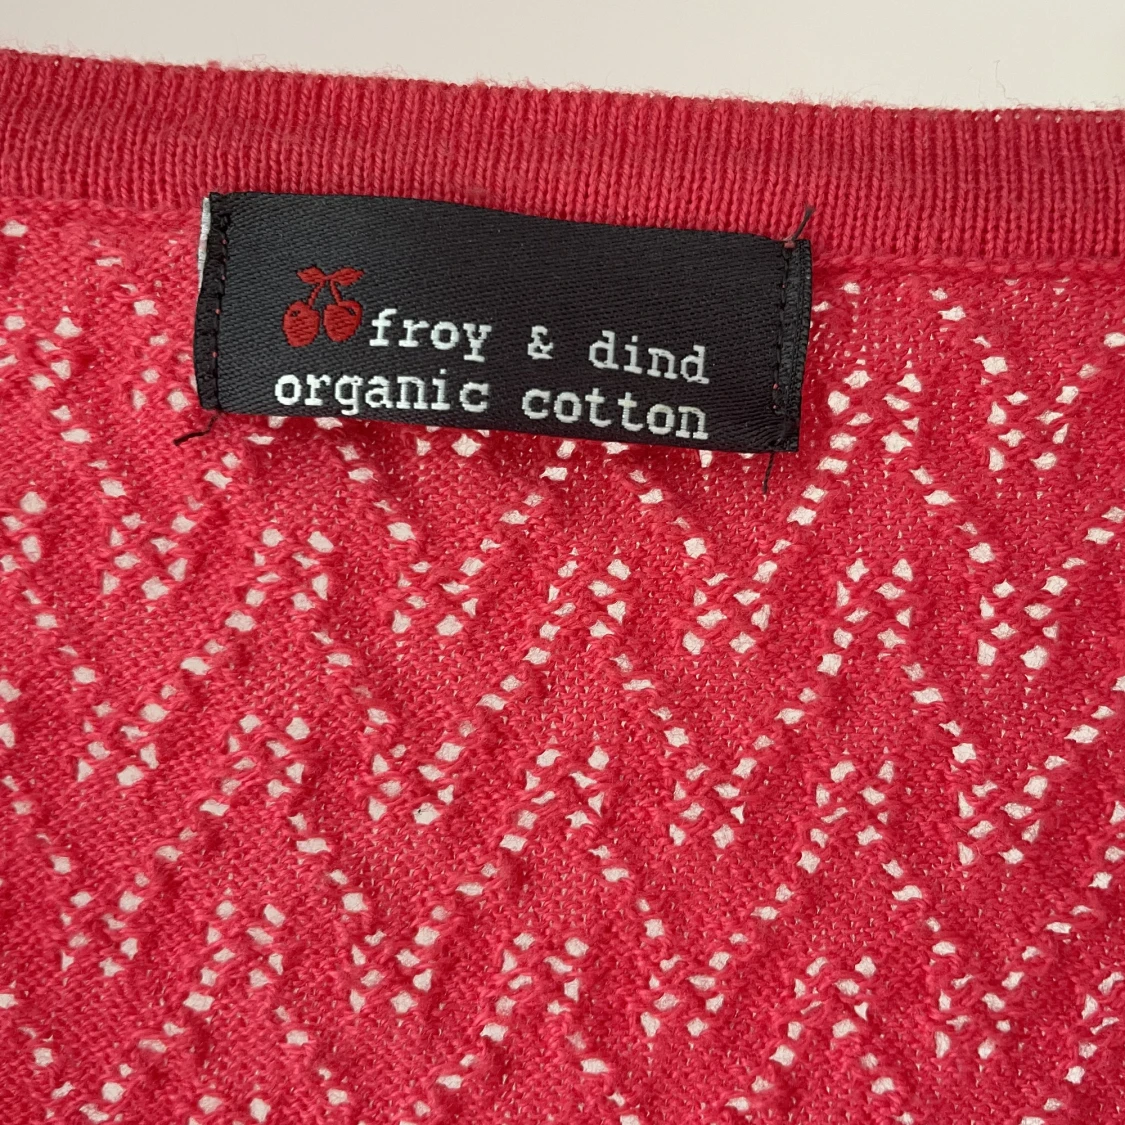 froy & dind
organic cotton